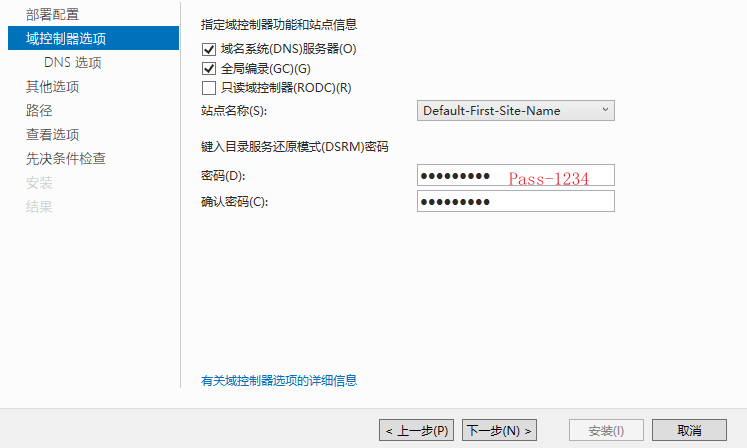 部署配置
域控制器选项
DNS 选项
其他选项
路径
查看选项
先决条件检查
安装
结果
指定域控制器功能和站点信息
域名系统(DNS)服务器(O)
全局编录(GC)(G)
只读域控制器(RODC)(R)
站点名称(S): Default-First-Site-Name
键入目录服务还原模式(DSRM)密码
密码(D): ●●●●●●●●● Pass-1234
确认密码(C): ●●●●●●●●●
有关域控制器选项的详细信息
< 上一步(P) 下一步(N) > 安装(I) 取消